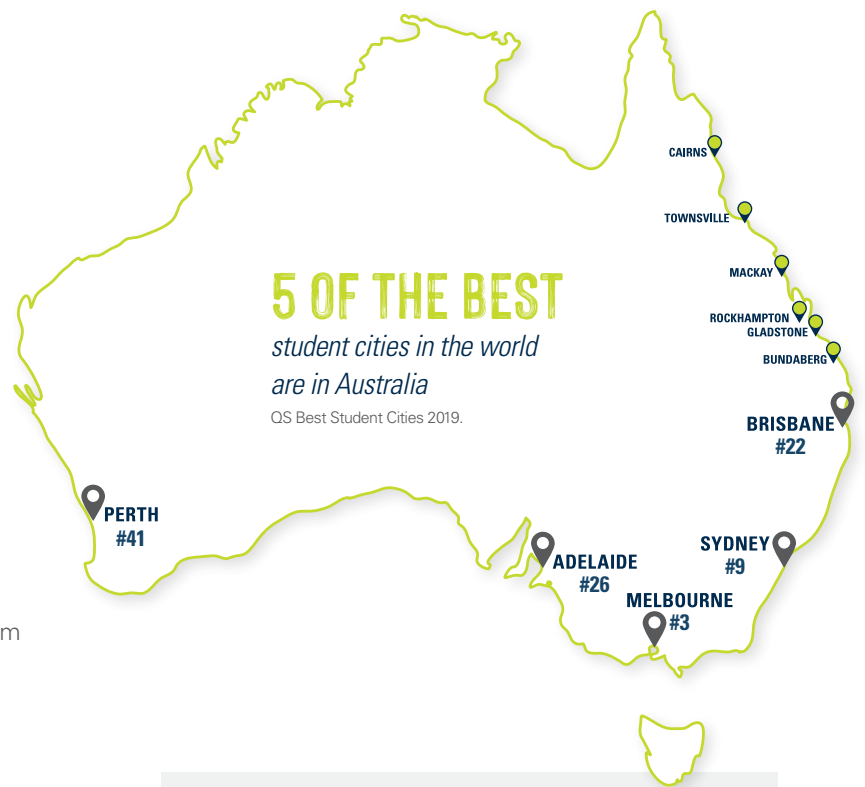 CAIRNS
TOWNSVILLE
MACKAY
5 OF THE BEST
student cities in the world
are in Australia
QS Best Student Cities 2019.
ROCKHAMPTON
GLADSTONE
BUNDABERG
BRISBANE
#22
PERTH
#41
ADELAIDE
#26
SYDNEY
#9
MELBOURNE
#3
m